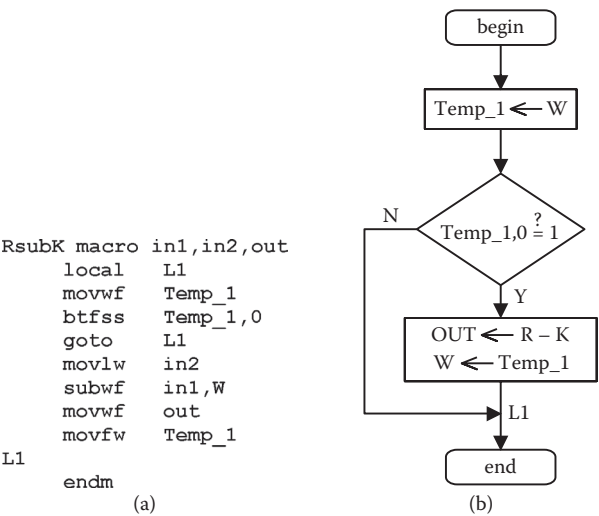 RsubK macro in1,in2,out
local L1
movwf Temp_1
btfss Temp_1,0
goto L1
movlw in2
subwf in1,W
movwf out
movfw Temp_1
L1
endm
(a)
begin
Temp_1 ← W
N
Temp_1,0 ≟ 1
Y
OUT ← R – K
W ← Temp_1
L1
end
(b)